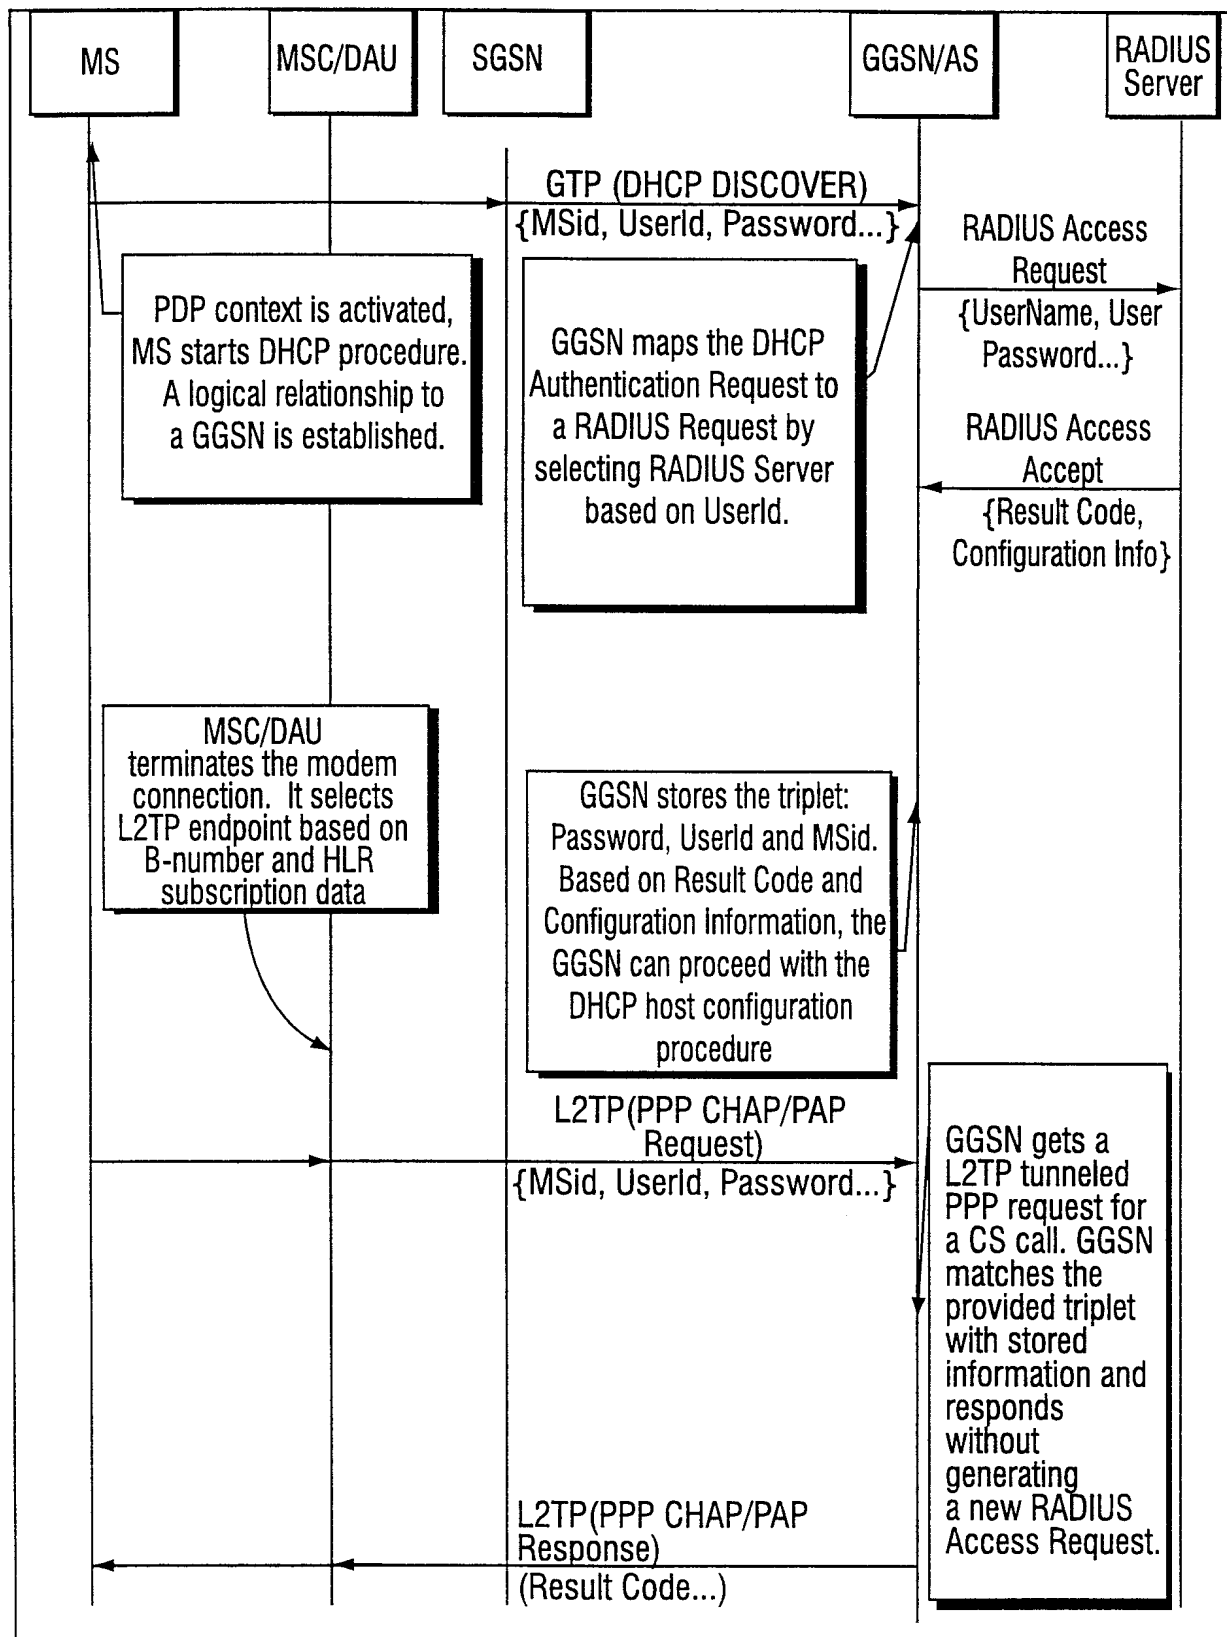 MS
MSC/DAU
SGSN
GGSN/AS
RADIUS
Server
GTP (DHCP DISCOVER)
{MSid, UserId, Password...}
RADIUS Access
Request
{UserName, User
Password...}
PDP context is activated,
MS starts DHCP procedure.
A logical relationship to
a GGSN is established.
GGSN maps the DHCP
Authentication Request to
a RADIUS Request by
selecting RADIUS Server
based on UserId.
RADIUS Access
Accept
{Result Code,
Configuration Info}
MSC/DAU
terminates the modem
connection. It selects
L2TP endpoint based on
B-number and HLR
subscription data
GGSN stores the triplet:
Password, UserId and MSid.
Based on Result Code and
Configuration Information, the
GGSN can proceed with the
DHCP host configuration
procedure
L2TP(PPP CHAP/PAP
Request)
{MSid, UserId, Password...}
GGSN gets a
L2TP tunneled
PPP request for
a CS call. GGSN
matches the
provided triplet
with stored
information and
responds
without
generating
a new RADIUS
Access Request.
L2TP(PPP CHAP/PAP
Response)
(Result Code...)